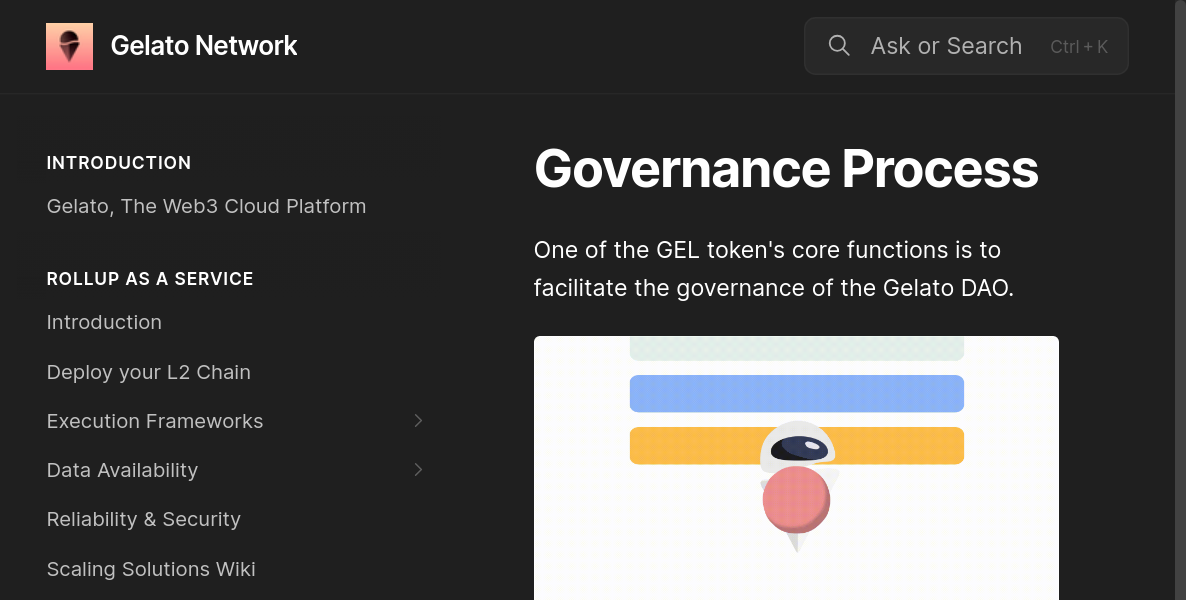 Gelato Network
Ask or Search Ctrl + K
INTRODUCTION
Gelato, The Web3 Cloud Platform
ROLLUP AS A SERVICE
Introduction
Deploy your L2 Chain
Execution Frameworks
Data Availability
Reliability & Security
Scaling Solutions Wiki
Governance Process
One of the GEL token's core functions is to
facilitate the governance of the Gelato DAO.